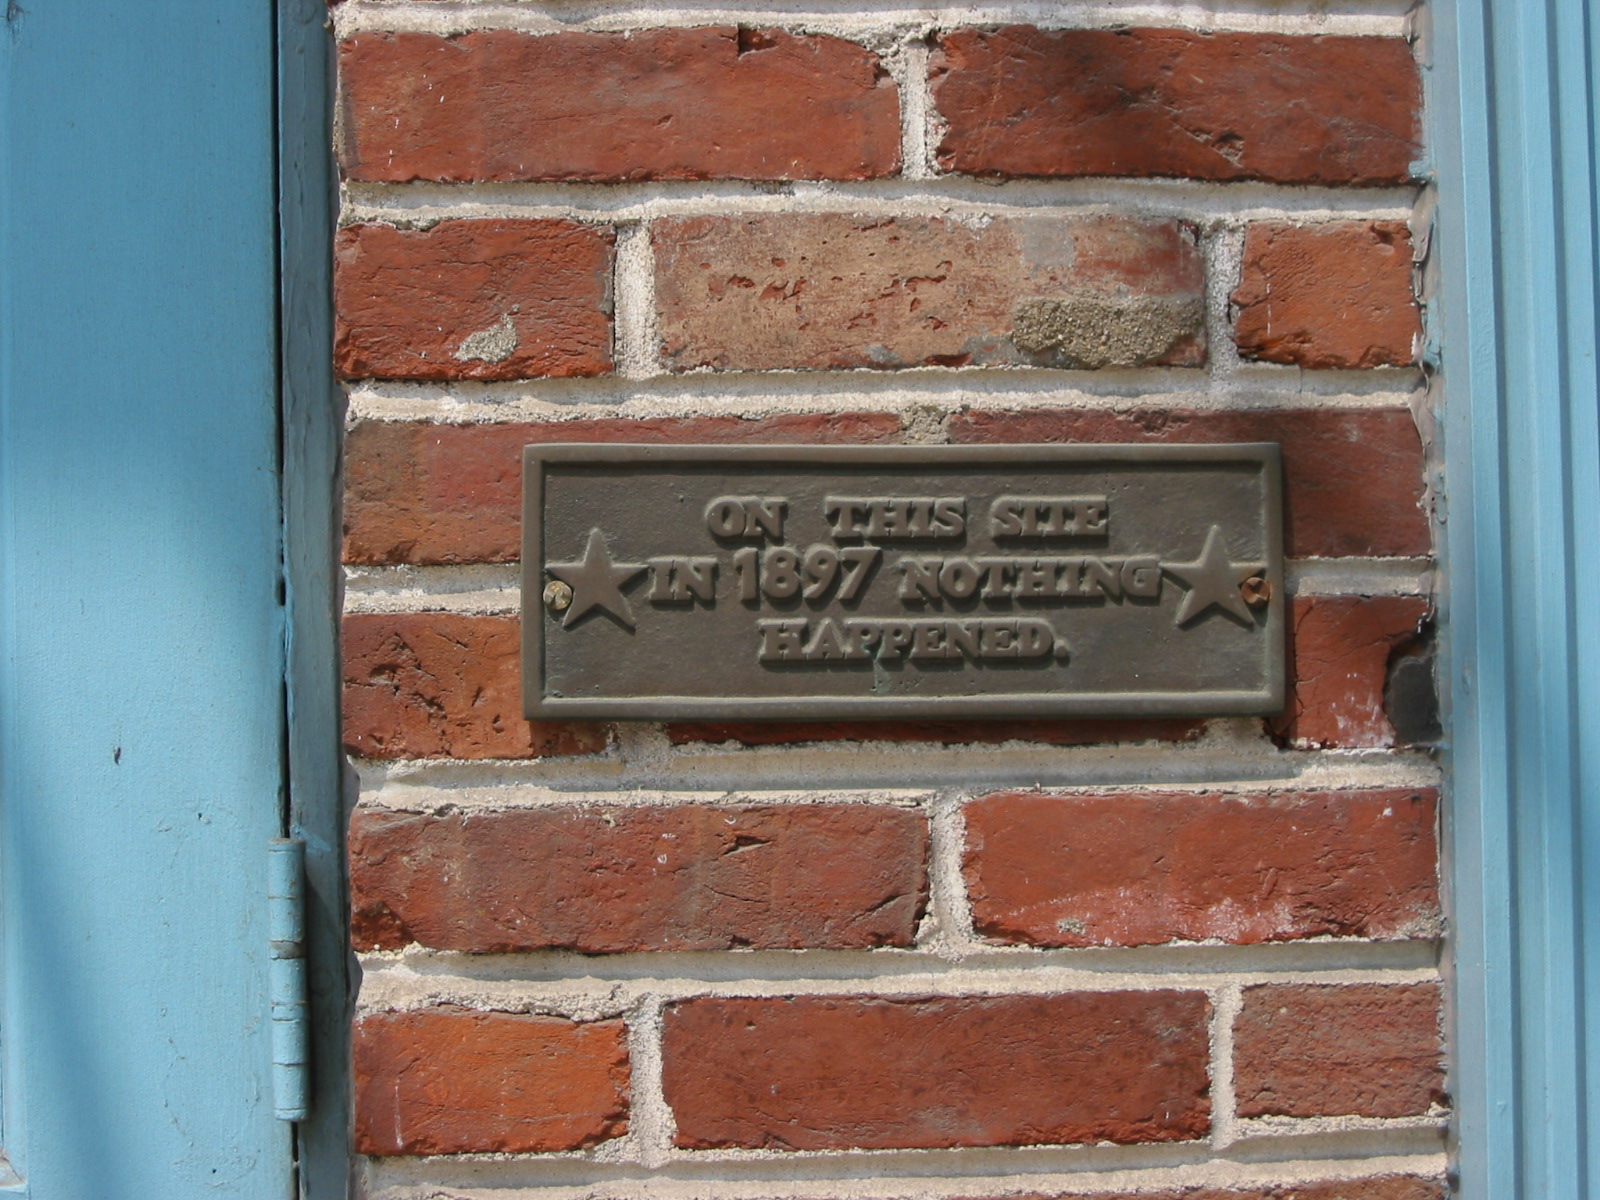 ON THIS SITE
IN 1897 NOTHING
HAPPENED.